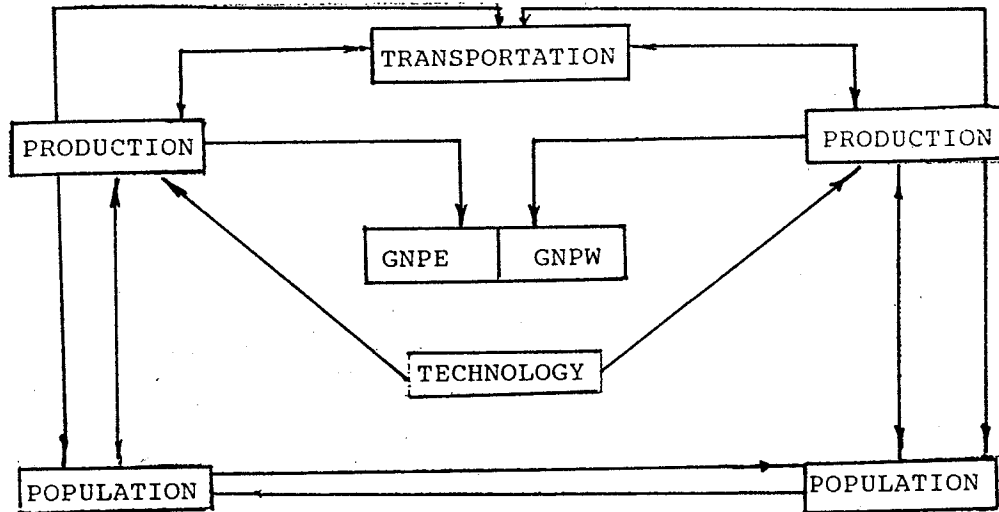 TRANSPORTATION
PRODUCTION
PRODUCTION
GNPE
GNPW
TECHNOLOGY
POPULATION
POPULATION